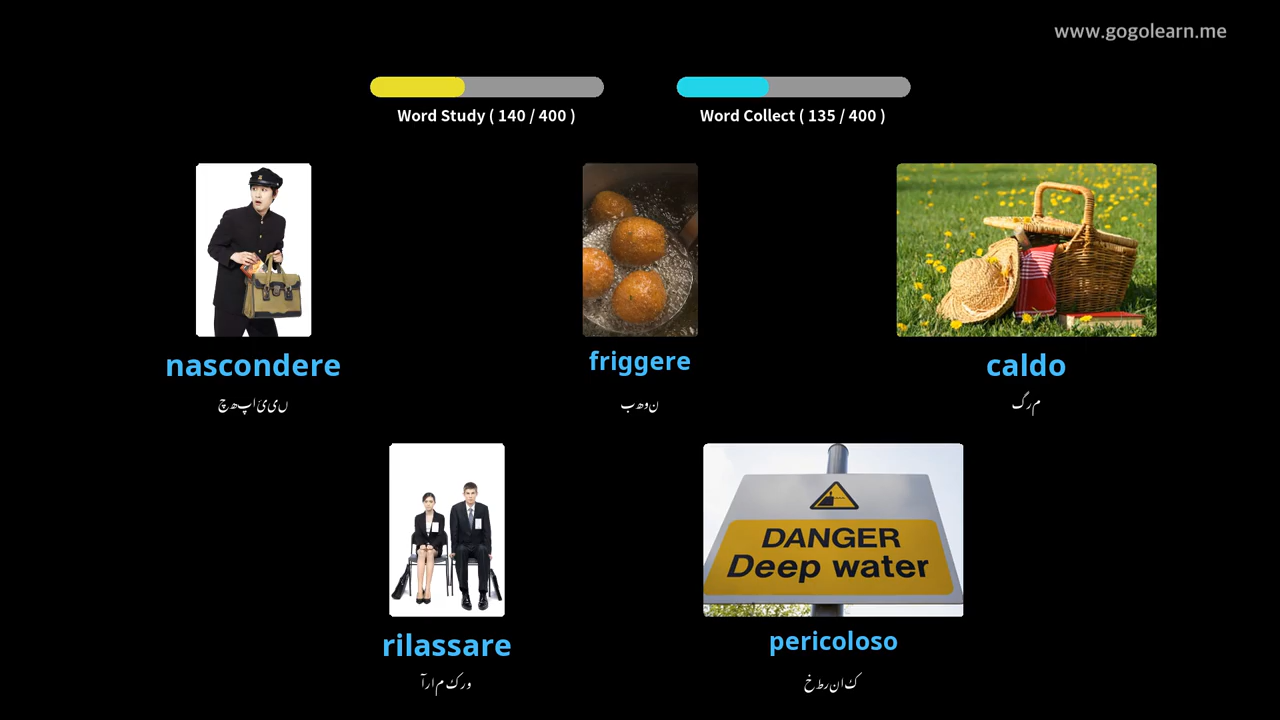 www.gogolearn.me
Word Study ( 140 / 400 )
Word Collect ( 135 / 400 )
nascondere
چھپائیں
friggere
بھون
caldo
گرم
rilassare
آرام کرو
DANGER
Deep water
pericoloso
خطرناک